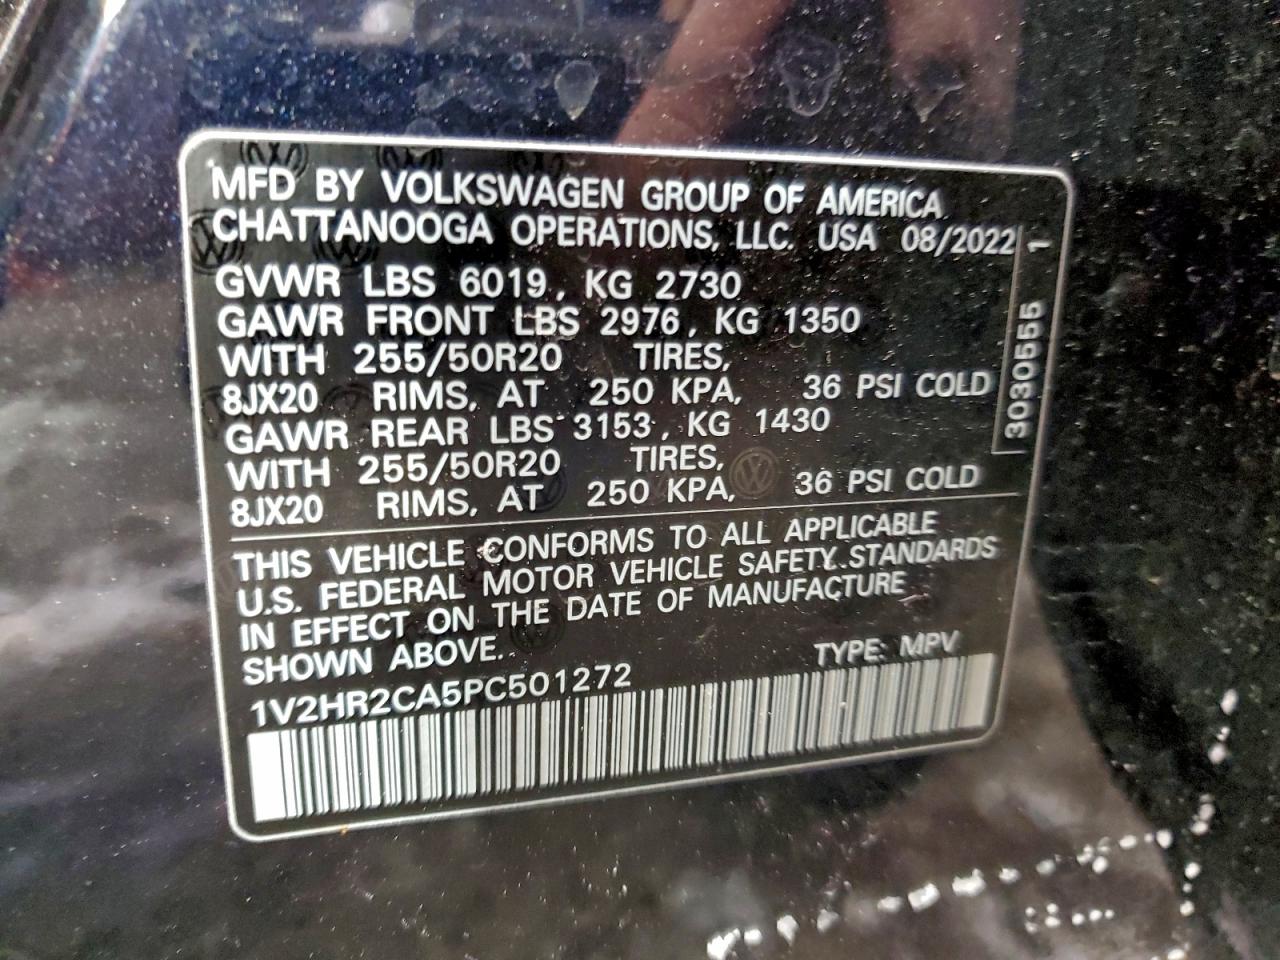 MFD BY VOLKSWAGEN GROUP OF AMERICA
CHATTANOOGA OPERATIONS, LLC. USA 08/2022
GVWR LBS 6019, KG 2730
GAWR FRONT LBS 2976, KG 1350
WITH 255/50R20 TIRES,
8JX20 RIMS, AT 250 KPA, 36 PSI COLD
GAWR REAR LBS 3153, KG 1430
WITH 255/50R20 TIRES,
8JX20 RIMS, AT 250 KPA, 36 PSI COLD
3030555 1
THIS VEHICLE CONFORMS TO ALL APPLICABLE
U.S. FEDERAL MOTOR VEHICLE SAFETY STANDARDS
IN EFFECT ON THE DATE OF MANUFACTURE
SHOWN ABOVE.
TYPE: MPV
1V2HR2CA5PC501272